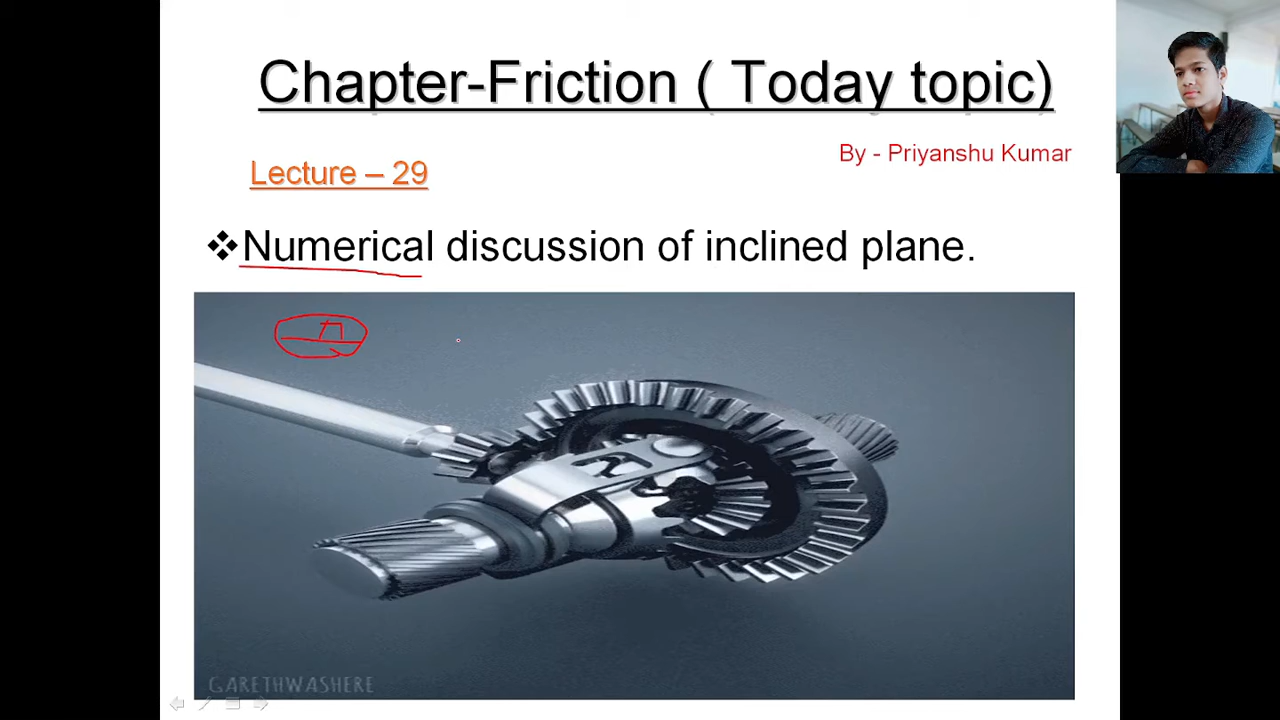 Chapter-Friction ( Today topic)
By - Priyanshu Kumar
Lecture – 29
❖Numerical discussion of inclined plane.
GARETHWASHERE